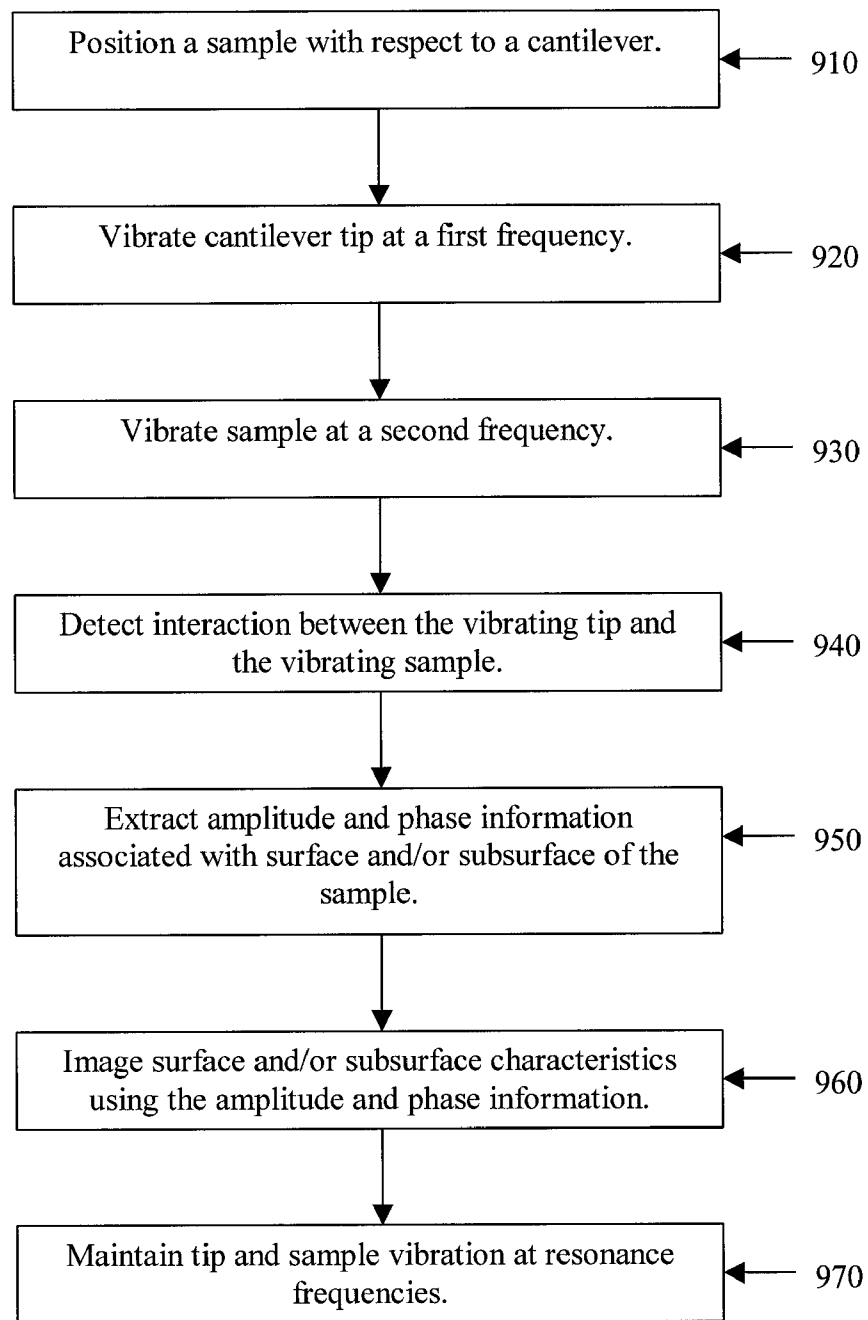 Position a sample with respect to a cantilever.
910
Vibrate cantilever tip at a first frequency.
920
Vibrate sample at a second frequency.
930
Detect interaction between the vibrating tip and
the vibrating sample.
940
Extract amplitude and phase information
associated with surface and/or subsurface of the
sample.
950
Image surface and/or subsurface characteristics
using the amplitude and phase information.
960
Maintain tip and sample vibration at resonance
frequencies.
970